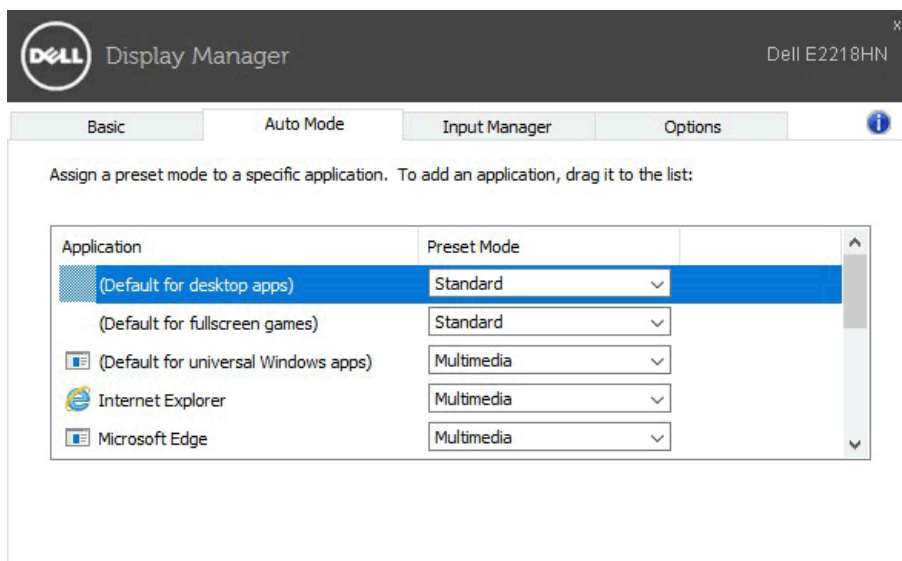 DELL Display Manager
x
Dell E2218HN
Basic Auto Mode Input Manager Options
Assign a preset mode to a specific application. To add an application, drag it to the list:
Application Preset Mode
(Default for desktop apps) Standard
(Default for fullscreen games) Standard
(Default for universal Windows apps) Multimedia
Internet Explorer Multimedia
Microsoft Edge Multimedia